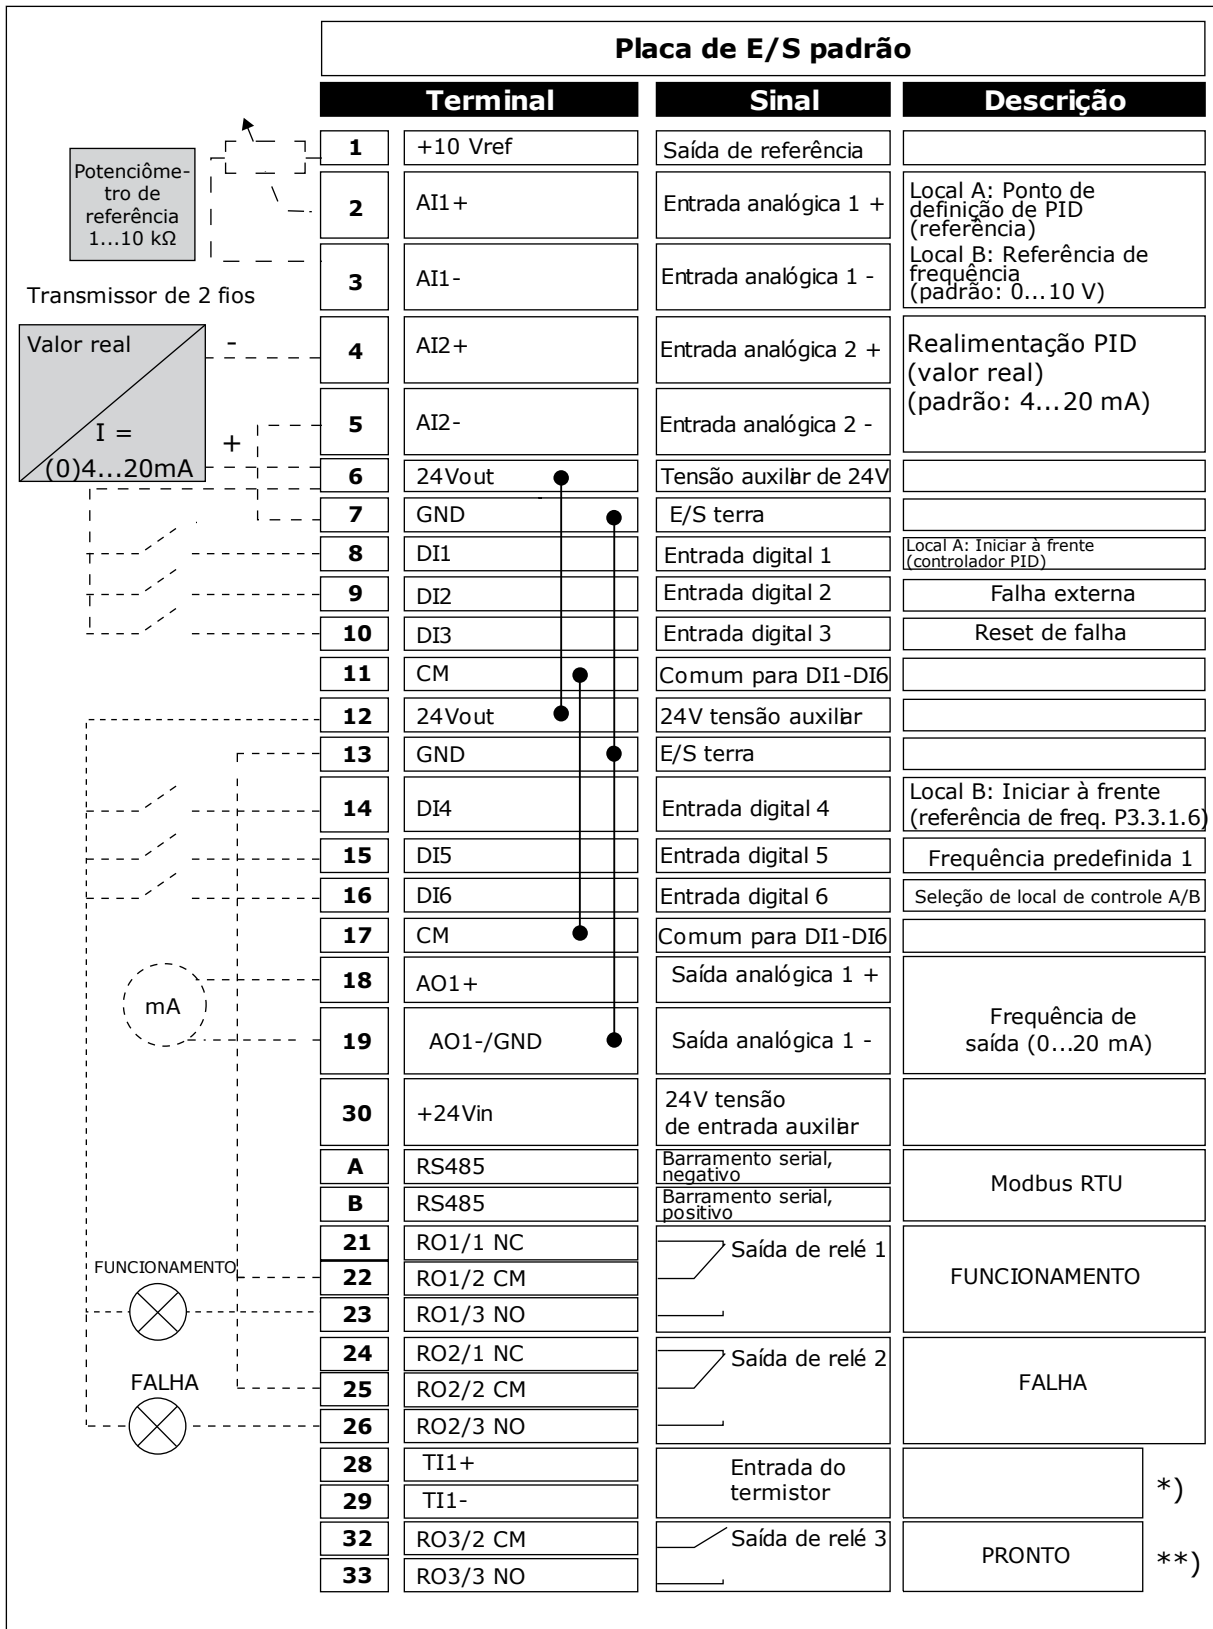 Placa de E/S padrão
Terminal
Sinal
Descrição
1
+10 Vref
Saída de referência
Potenciôme-
tro de
referência
1...10 kΩ
2
AI1+
Entrada analógica 1 +
Local A: Ponto de
definição de PID
(referência)
Local B: Referência de
frequência
(padrão: 0...10 V)
3
AI1-
Entrada analógica 1 -
Transmissor de 2 fios
Valor real
I =
(0)4...20mA
-
+
4
AI2+
Entrada analógica 2 +
Realimentação PID
(valor real)
(padrão: 4...20 mA)
5
AI2-
Entrada analógica 2 -
6
24Vout
Tensão auxiliar de 24V
7
GND
E/S terra
8
DI1
Entrada digital 1
Local A: Iniciar à frente
(controlador PID)
9
DI2
Entrada digital 2
Falha externa
10
DI3
Entrada digital 3
Reset de falha
11
CM
Comum para DI1-DI6
12
24Vout
24V tensão auxiliar
13
GND
E/S terra
14
DI4
Entrada digital 4
Local B: Iniciar à frente
(referência de freq. P3.3.1.6)
15
DI5
Entrada digital 5
Frequência predefinida 1
16
DI6
Entrada digital 6
Seleção de local de controle A/B
17
CM
Comum para DI1-DI6
mA
18
AO1+
Saída analógica 1 +
Frequência de
saída (0...20 mA)
19
AO1-/GND
Saída analógica 1 -
30
+24Vin
24V tensão
de entrada auxiliar
A
RS485
Barramento serial,
negativo
Modbus RTU
B
RS485
Barramento serial,
positivo
21
RO1/1 NC
Saída de relé 1
FUNCIONAMENTO
22
RO1/2 CM
FUNCIONAMENTO
23
RO1/3 NO
24
RO2/1 NC
Saída de relé 2
FALHA
25
RO2/2 CM
FALHA
26
RO2/3 NO
28
TI1+
Entrada do
termistor
*)
29
TI1-
32
RO3/2 CM
Saída de relé 3
PRONTO
**)
33
RO3/3 NO